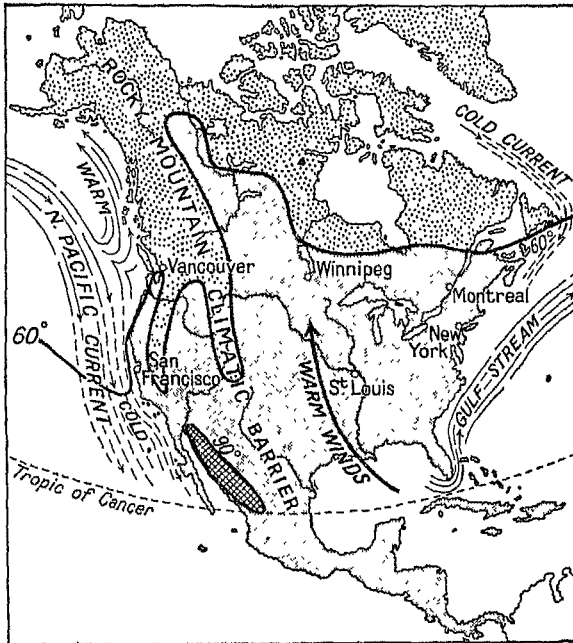 COLD CURRENT
ROCKY MOUNTAIN CLIMADIC BARRIER
WARM
N. PACIFIC CURRENT
60°
Vancouver
Winnipeg
Montreal
60°
New
York
San
Francisco
St Louis
GULF-STREAM
WARM WINDS
COLD
90°
Tropic of Cancer